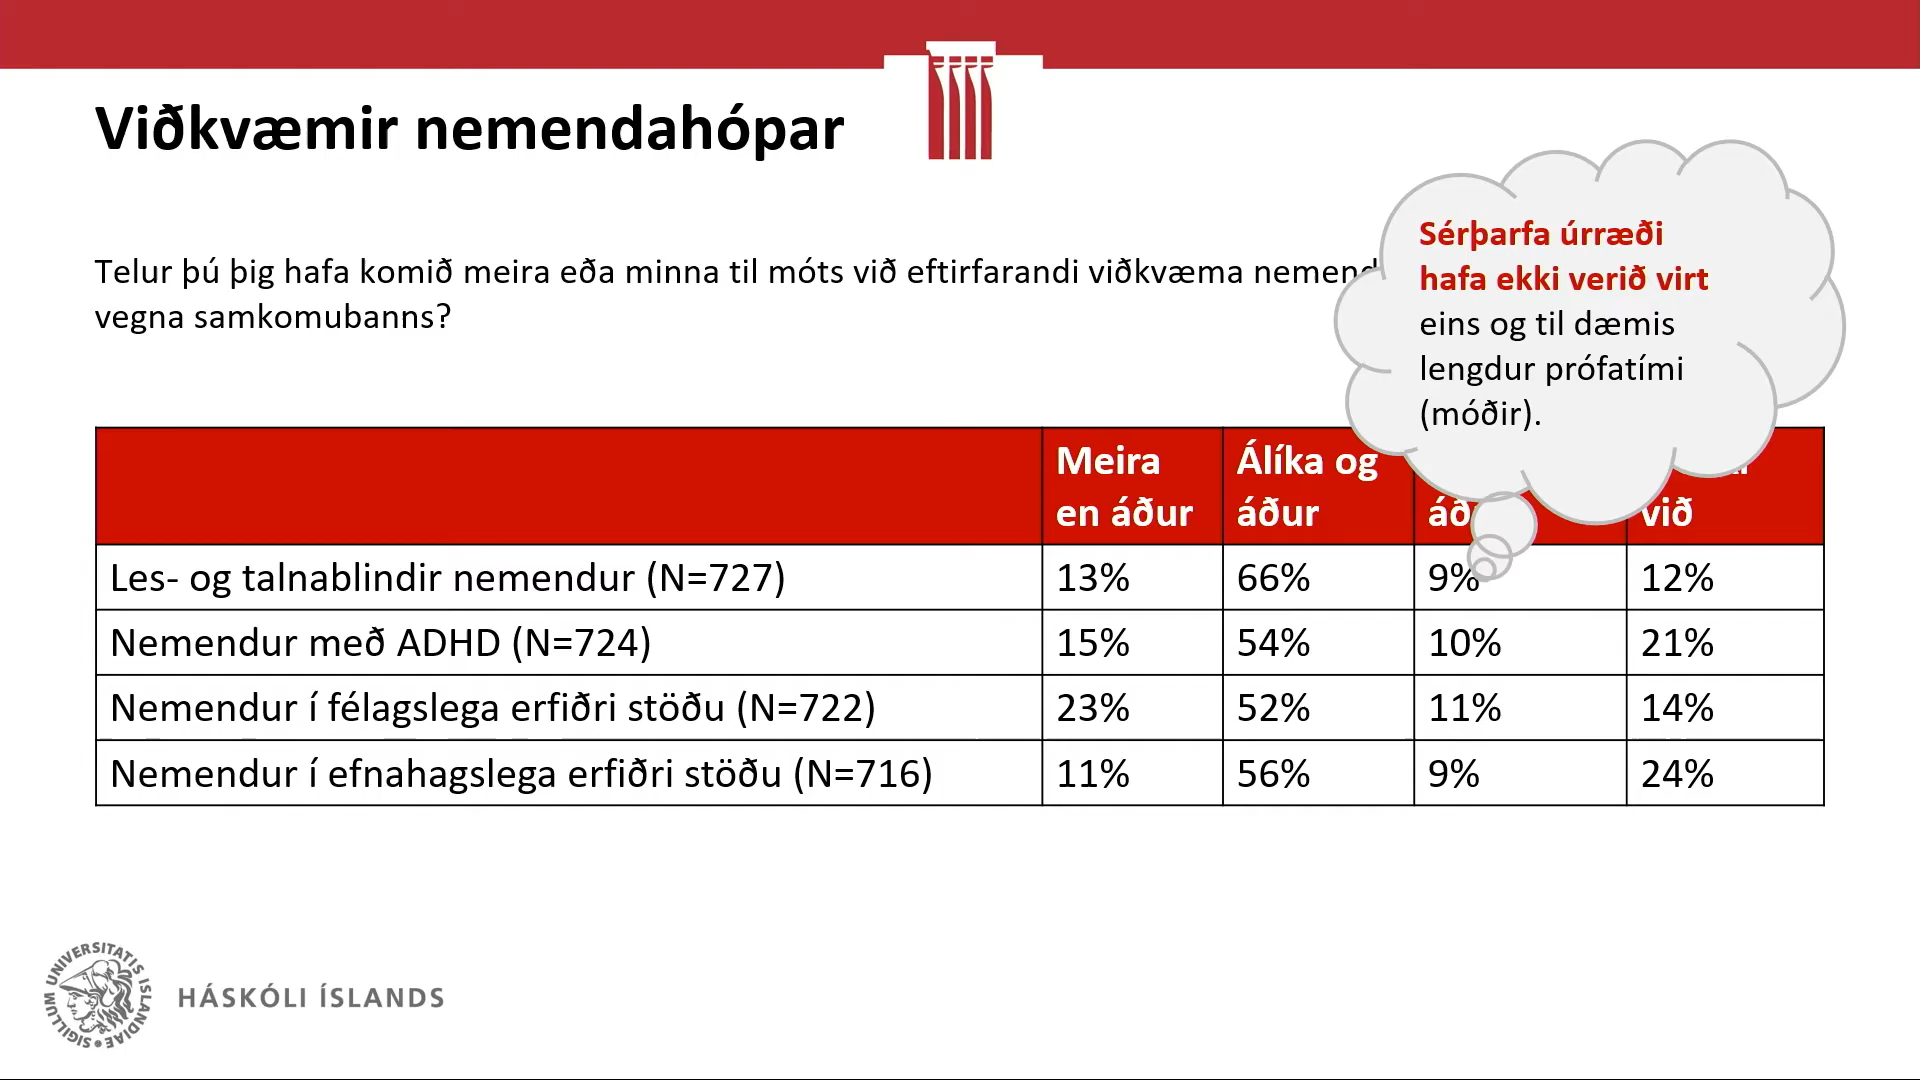 Viðkvæmir nemendahópar
Telur þú þig hafa komið meira eða minna til móts við eftirfarandi viðkvæma
vegna samkomubanns?
Sérþarfa úrræði
hafa ekki verið virt
eins og til dæmis
lengdur prófatími
(móðir).
Meira Álíka og
en áður áður við
Les- og talnablindir nemendur (N=727) 13% 66% 9% 12%
Nemendur með ADHD (N=724) 15% 54% 10% 21%
Nemendur í félagslega erfiðri stöðu (N=722) 23% 52% 11% 14%
Nemendur í efnahagslega erfiðri stöðu (N=716) 11% 56% 9% 24%
SIGILLUM UNIVERSITATIS ISLANDIAE
HÁSKÓLI ÍSLANDS